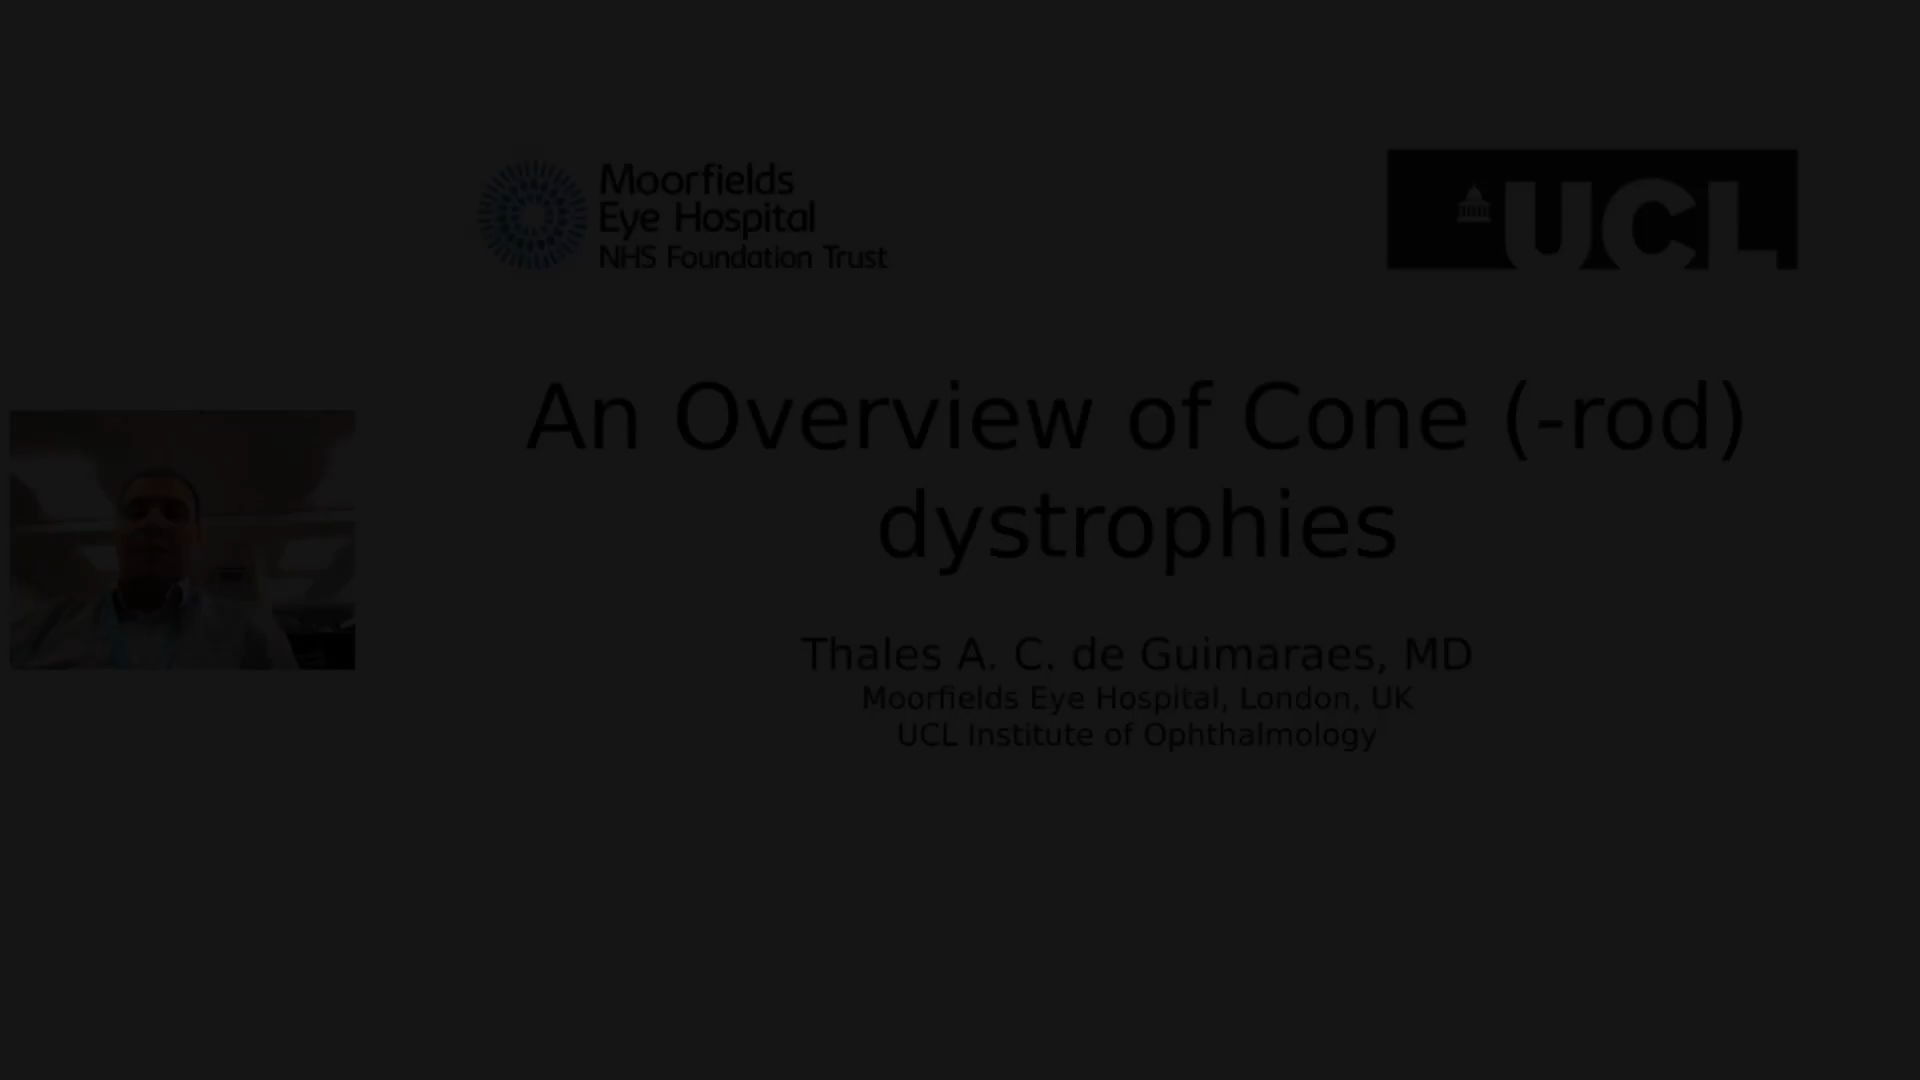 Moorfields
Eye Hospital
NHS Foundation Trust
UCL
An Overview of Cone (-rod)
dystrophies
Thales A. C. de Guimaraes, MD
Moorfields Eye Hospital, London, UK
UCL Institute of Ophthalmology